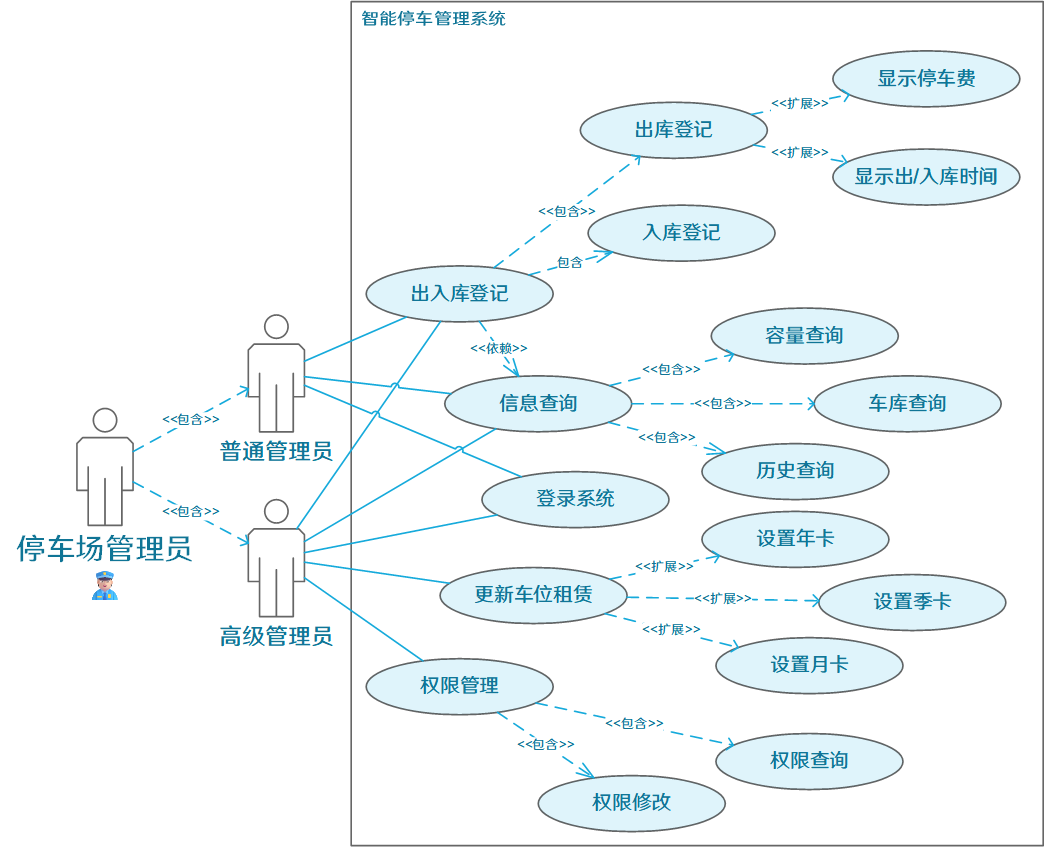 智能停车管理系统
显示停车费
<<扩展>>
出库登记
<<扩展>>
显示出/入库时间
<<包含>>
入库登记
包含
出入库登记
容量查询
<<依赖>>
<<包含>>
信息查询
<<包含>>
车库查询
<<包含>>
<<包含>>
普通管理员
历史查询
登录系统
<<包含>>
设置年卡
停车场管理员
<<扩展>>
更新车位租赁
<<扩展>>
设置季卡
高级管理员
<<扩展>>
设置月卡
权限管理
<<包含>>
<<包含>>
权限查询
权限修改